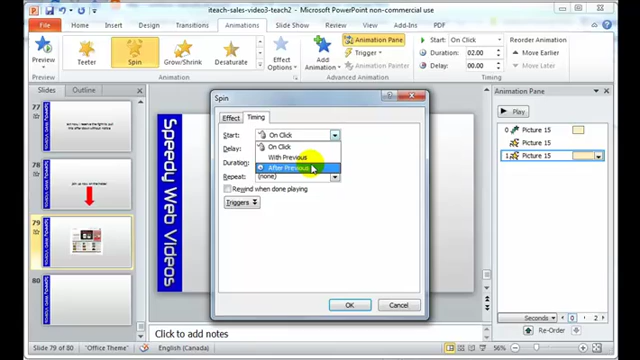 iteach-sales-video3-teach2 - Microsoft PowerPoint non-commercial use
File Home Insert Design Transitions Animations Slide Show Review View Add-Ins
Preview
Teeter
Spin
Grow/Shrink
Desaturate
Effect Options
Add Animation
Animation Pane
Trigger
Start: On Click
Duration: 02.00
Delay: 00.00
Reorder Animation
Move Earlier
Move Later
Preview Animation Advanced Animation Timing
Slides Outline
77
78
79
80
Speedy Web Videos
Spin
Effect Timing
Start: On Click
Delay: On Click
With Previous
Duration: After Previous
Repeat: (none)
Rewind when done playing
Triggers
OK Cancel
Animation Pane
Play
0 Picture 15
Picture 15
1 Picture 15
Seconds 0 2
Re-Order
Click to add notes
Slide 79 of 80 "Office Theme" English (Canada) 56%